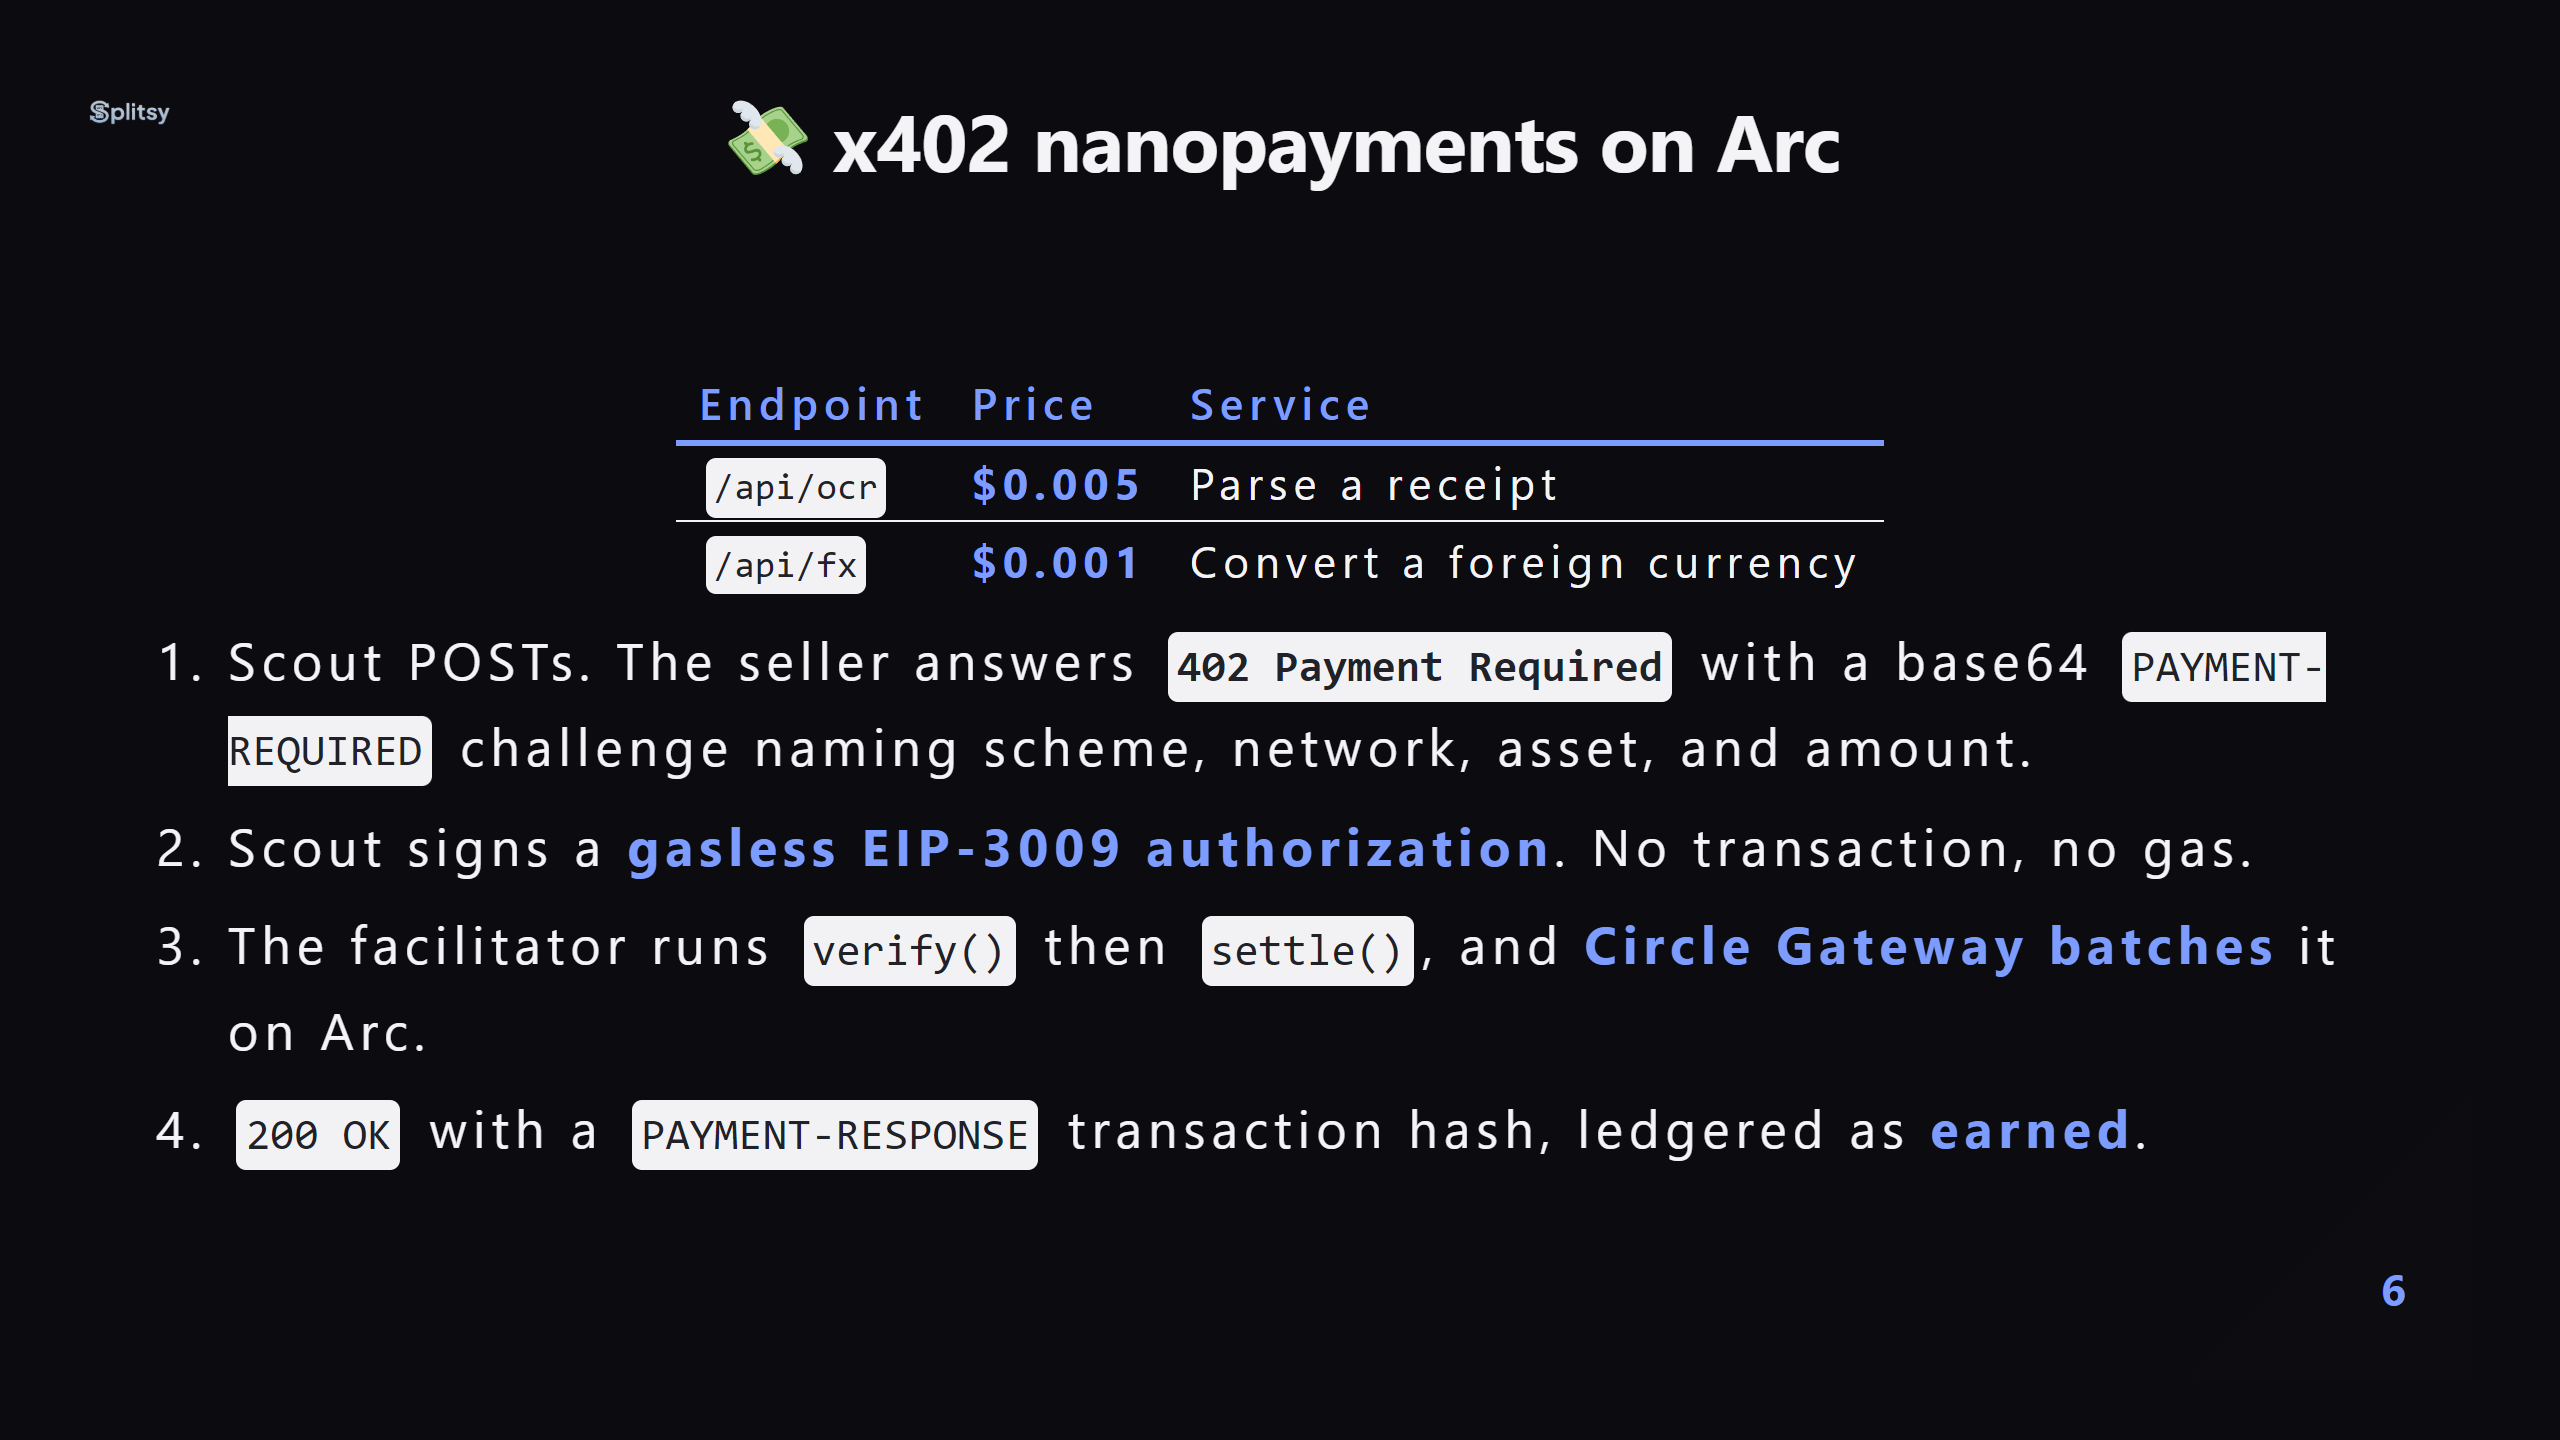 Splitsy
💸 x402 nanopayments on Arc
Endpoint Price Service
/api/ocr $0.005 Parse a receipt
/api/fx $0.001 Convert a foreign currency
1. Scout POSTs. The seller answers 402 Payment Required with a base64 PAYMENT-
REQUIRED challenge naming scheme, network, asset, and amount.
2. Scout signs a gasless EIP-3009 authorization. No transaction, no gas.
3. The facilitator runs verify() then settle(), and Circle Gateway batches it
on Arc.
4. 200 OK with a PAYMENT-RESPONSE transaction hash, ledgered as earned.
6